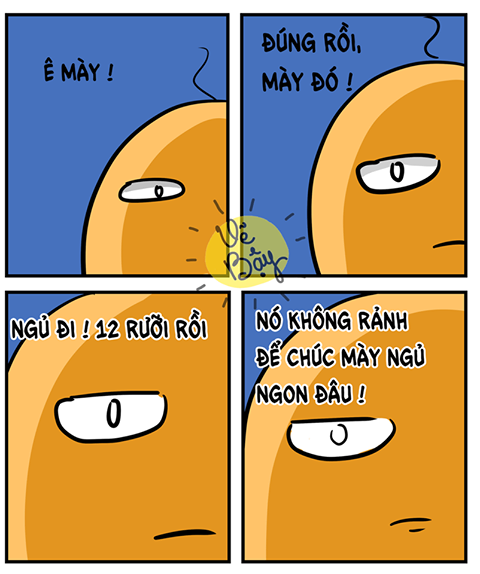 Ê MÀY !
ĐÚNG RỒI,
MÀY ĐÓ !
Vẽ
Bậy
NGỦ ĐI ! 12 RƯỠI RỒI
NÓ KHÔNG RẢNH
ĐỂ CHÚC MÀY NGỦ
NGON ĐÂU !